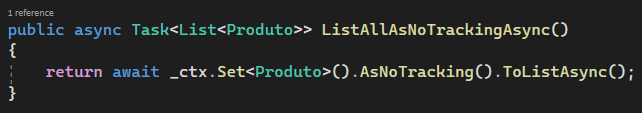 1 reference
public async Task<List<Produto>> ListAllAsNoTrackingAsync()
{
    return await _ctx.Set<Produto>().AsNoTracking().ToListAsync();
}